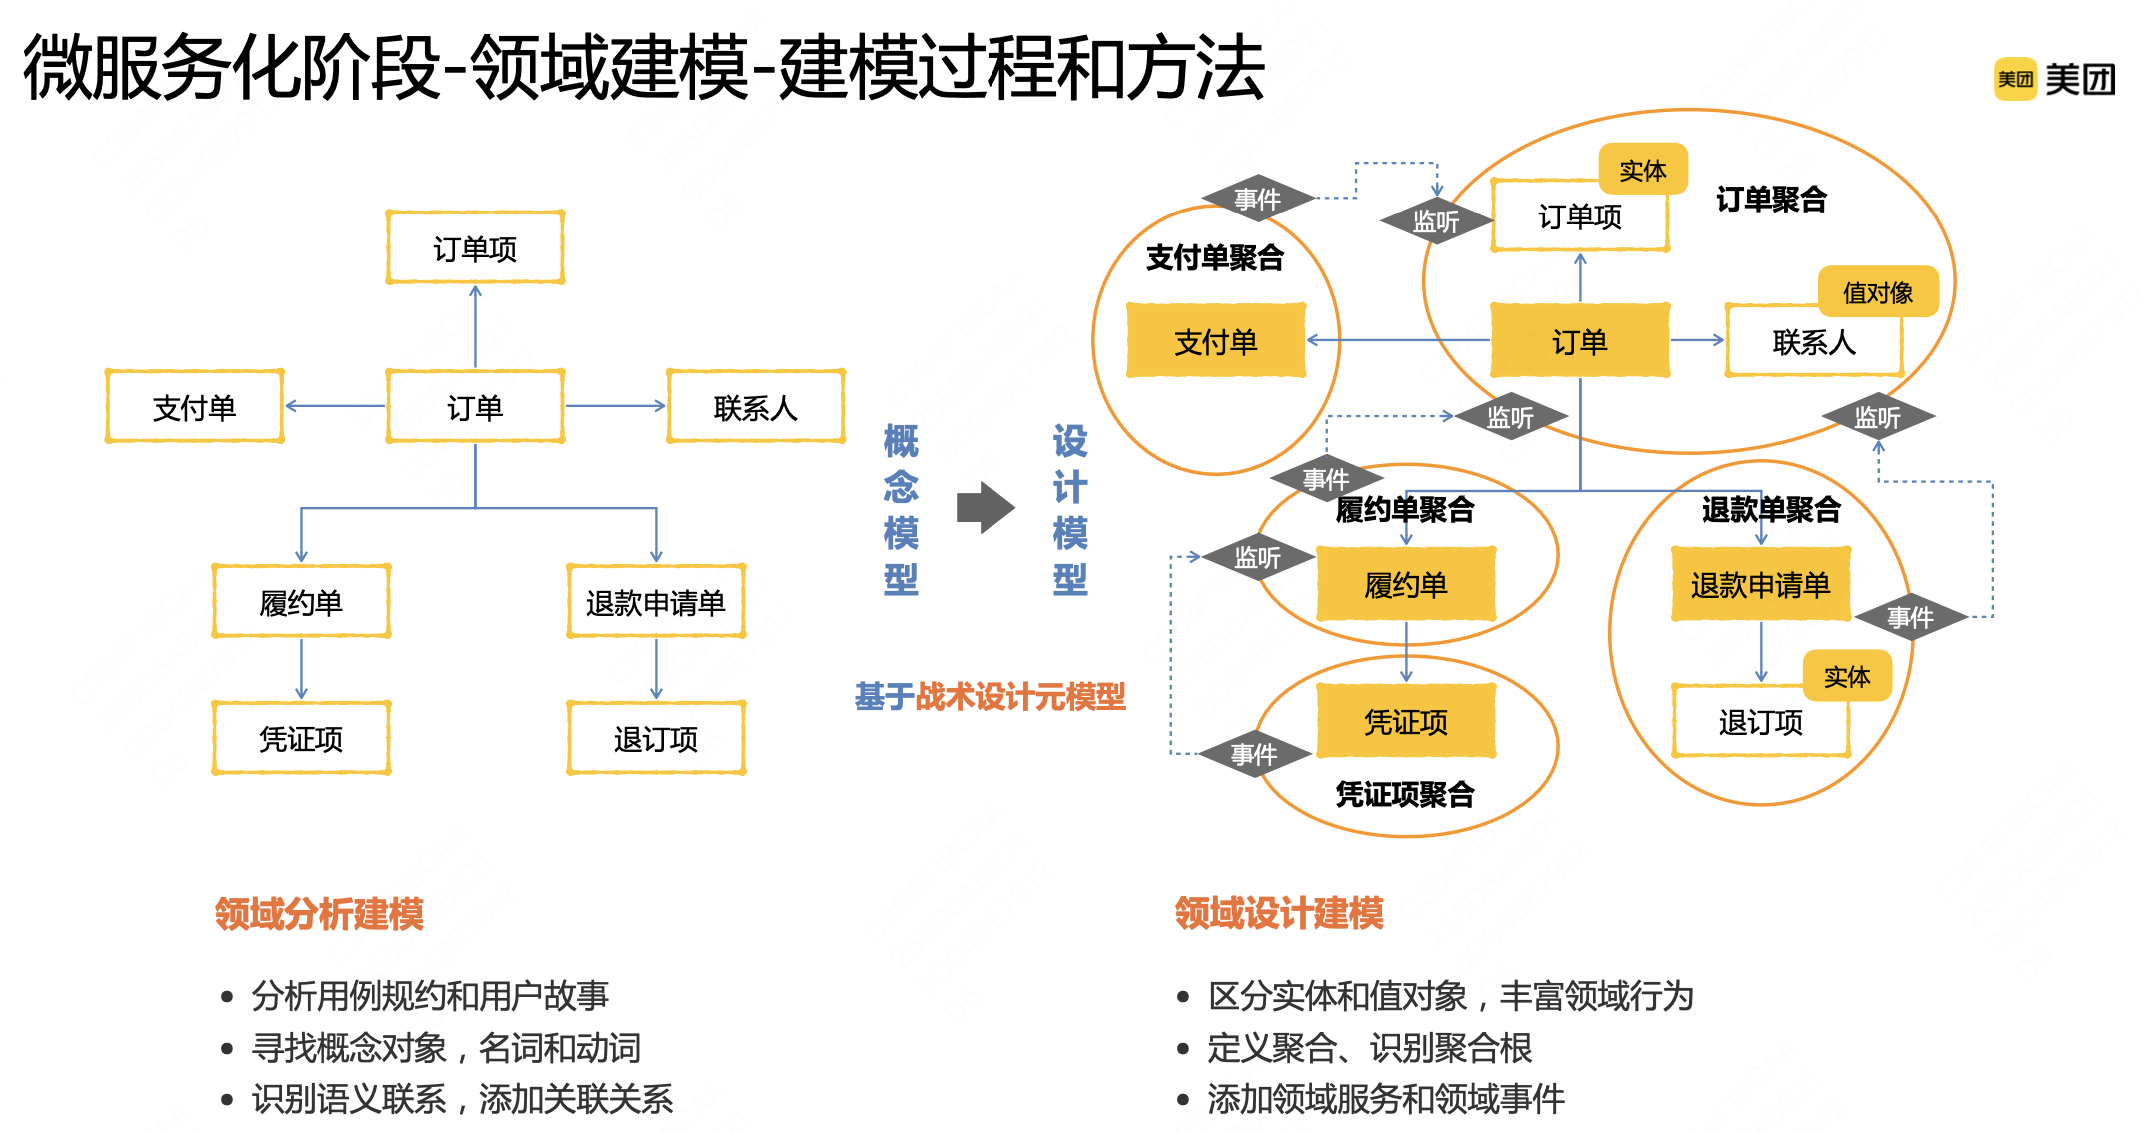 微服务化阶段-领域建模-建模过程和方法
美团 美团
订单项
支付单
订单
联系人
履约单
退款申请单
凭证项
退订项
概念模型
设计模型
基于战术设计元模型
事件
监听
实体
订单项
订单聚合
支付单聚合
值对像
支付单
订单
联系人
监听
监听
事件
履约单聚合
退款单聚合
监听
履约单
退款申请单
事件
实体
凭证项
退订项
事件
凭证项聚合
领域分析建模
• 分析用例规约和用户故事
• 寻找概念对象，名词和动词
• 识别语义联系，添加关联关系
领域设计建模
• 区分实体和值对象，丰富领域行为
• 定义聚合、识别聚合根
• 添加领域服务和领域事件